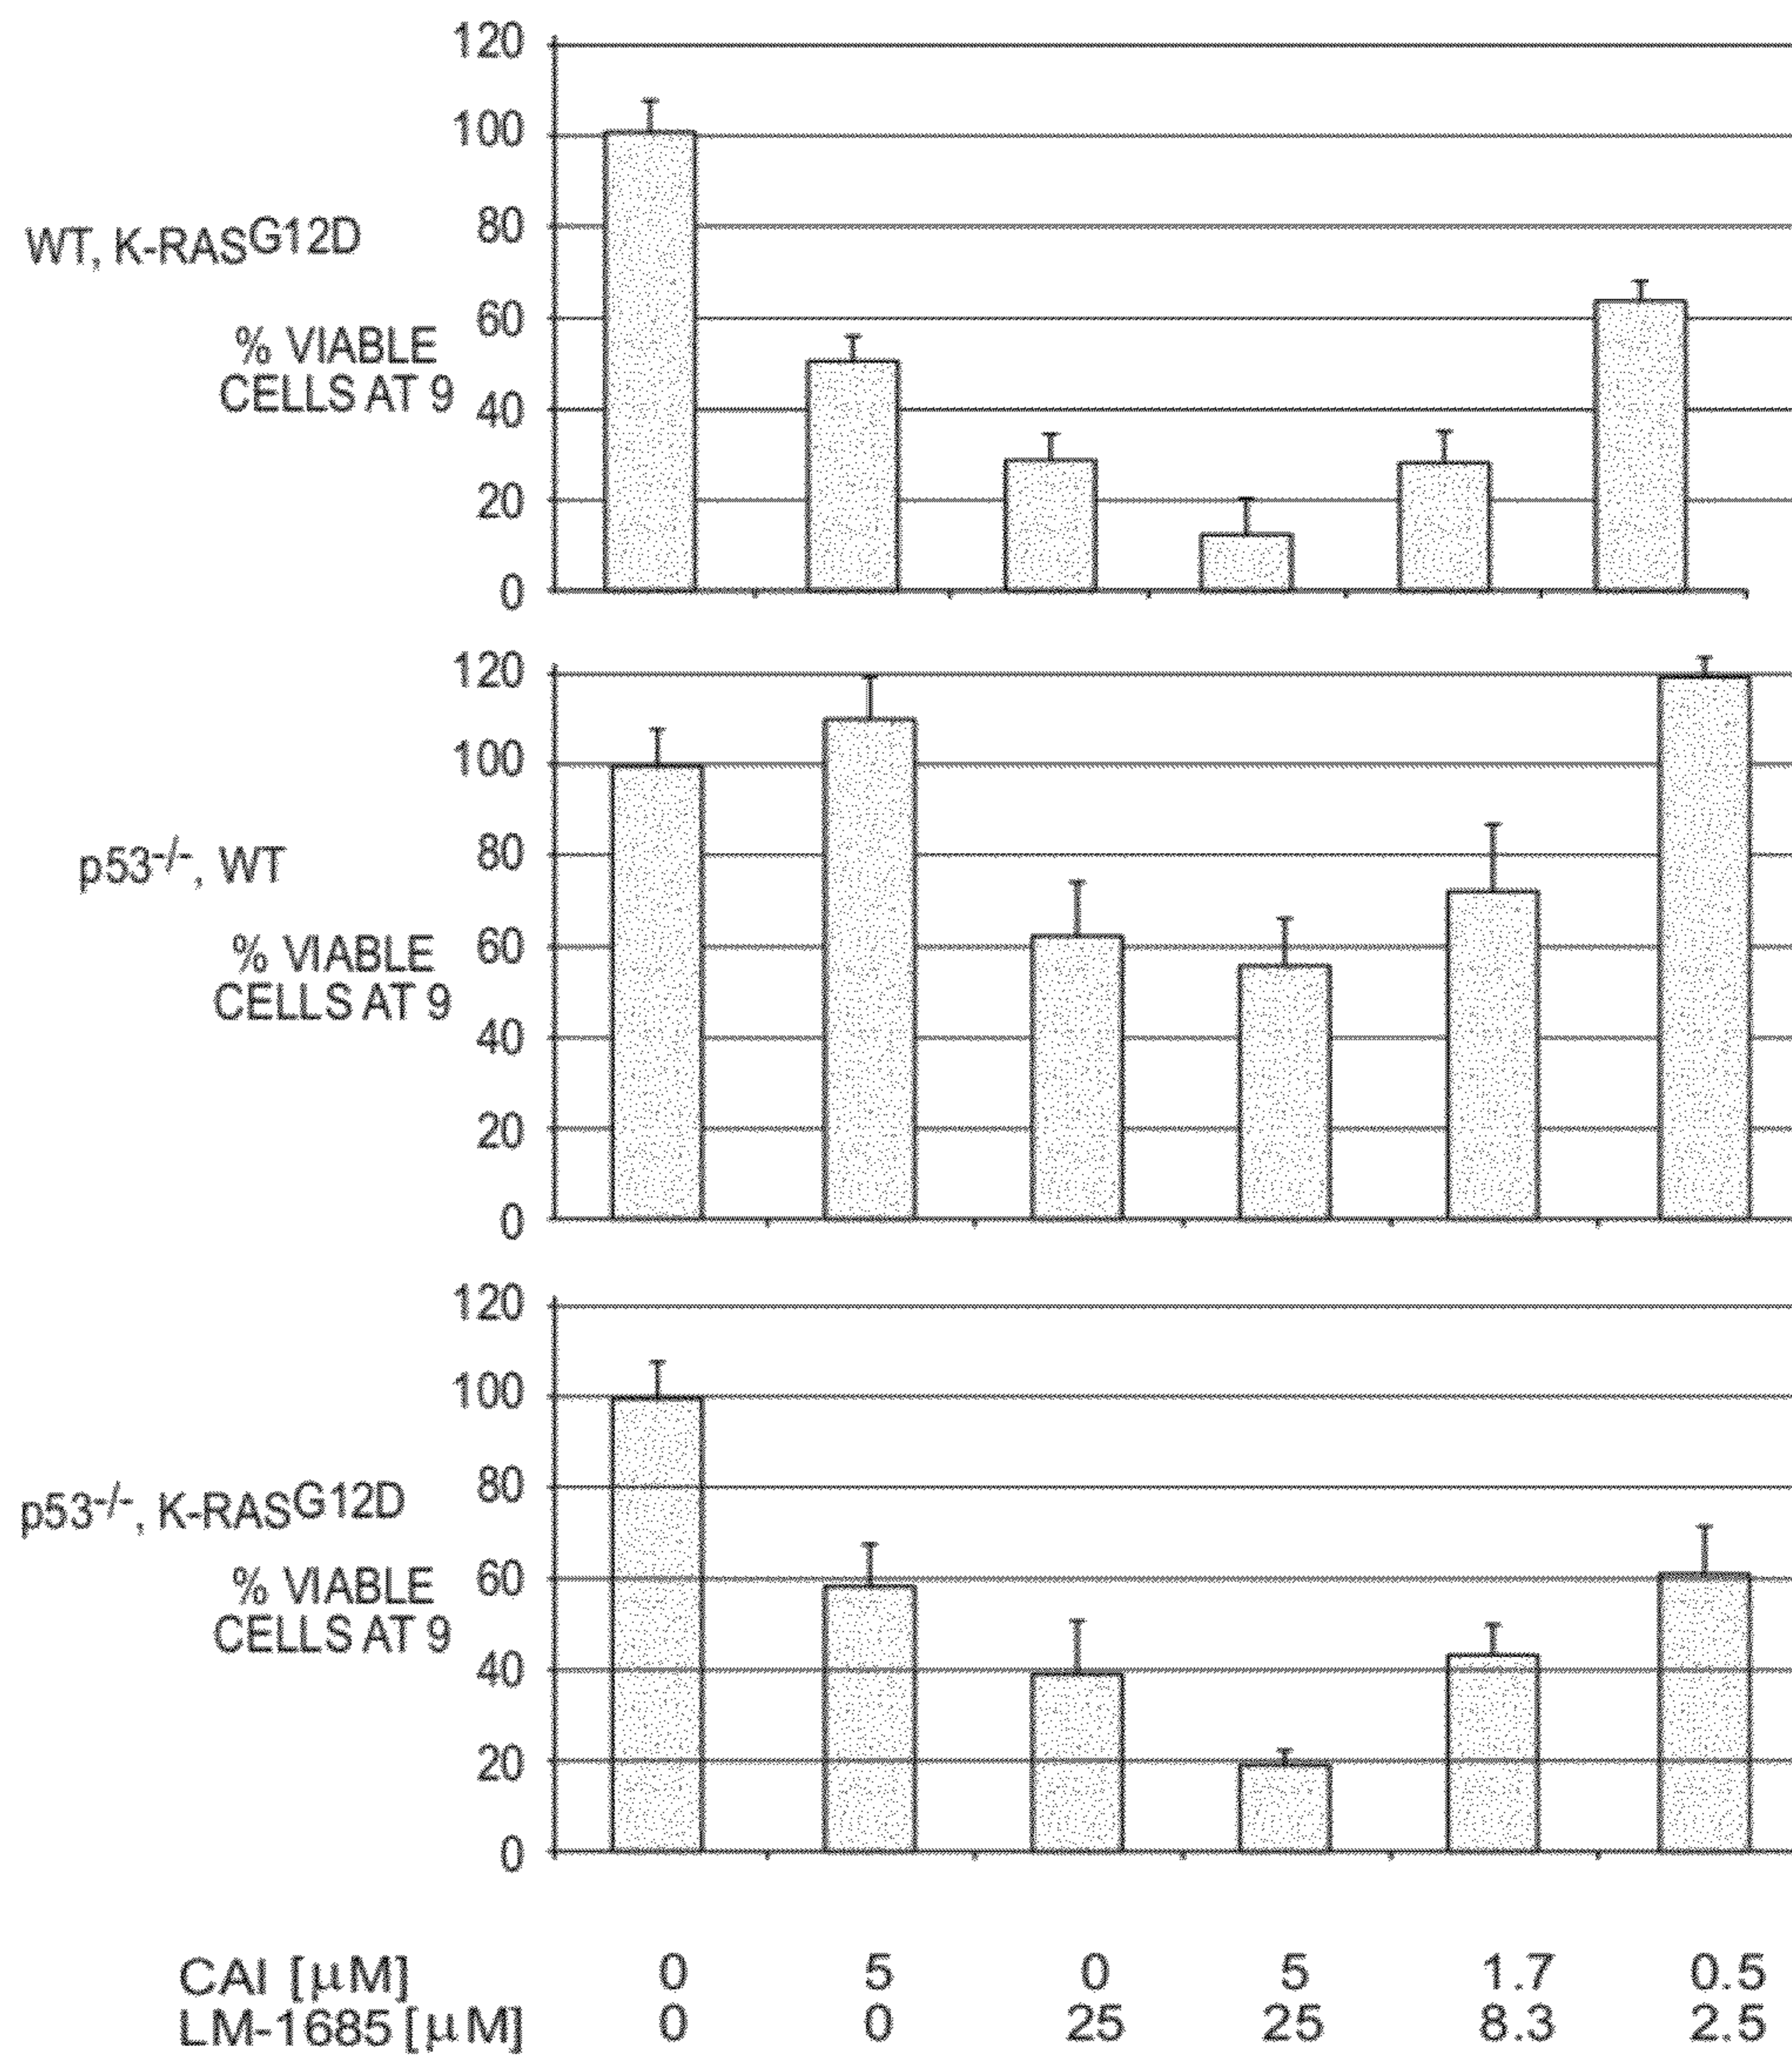 120
100
80
60
40
20
0
WT, K-RASG12D
% VIABLE
CELLS AT 9
120
100
80
60
40
20
0
p53-/-, WT
% VIABLE
CELLS AT 9
120
100
80
60
40
20
0
p53-/-, K-RASG12D
% VIABLE
CELLS AT 9
CAI [μM] 0 5 0 5 1.7 0.5
LM-1685 [μM] 0 0 25 25 8.3 2.5